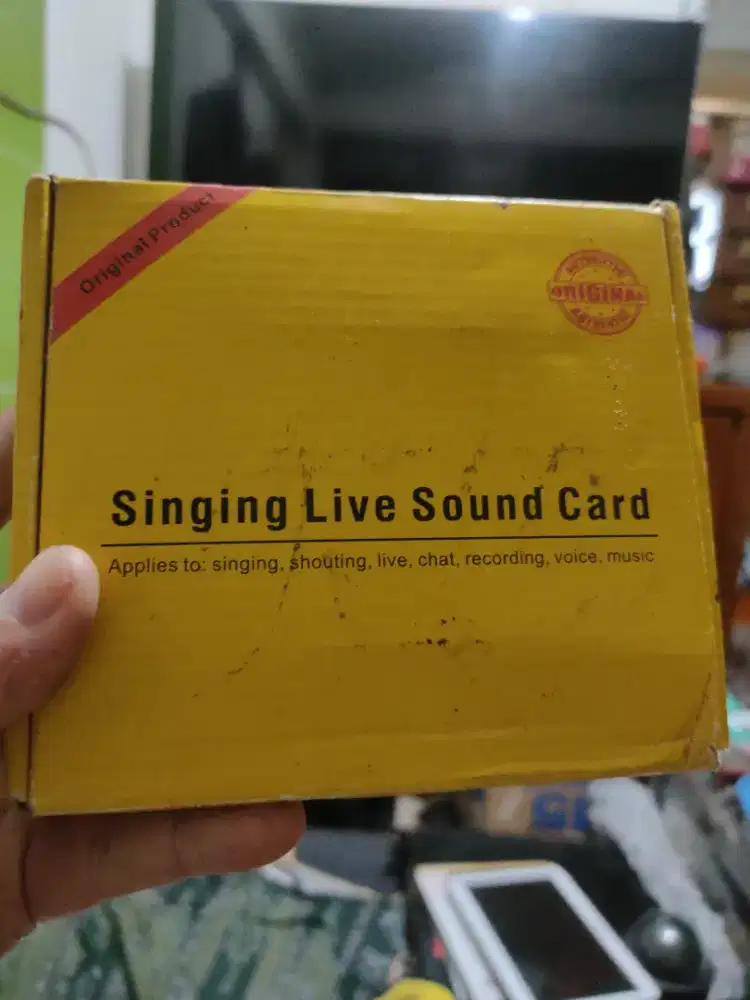 Original Product
ORIGINAL
Singing Live Sound Card
Applies to: singing, shouting, live, chat, recording, voice, music